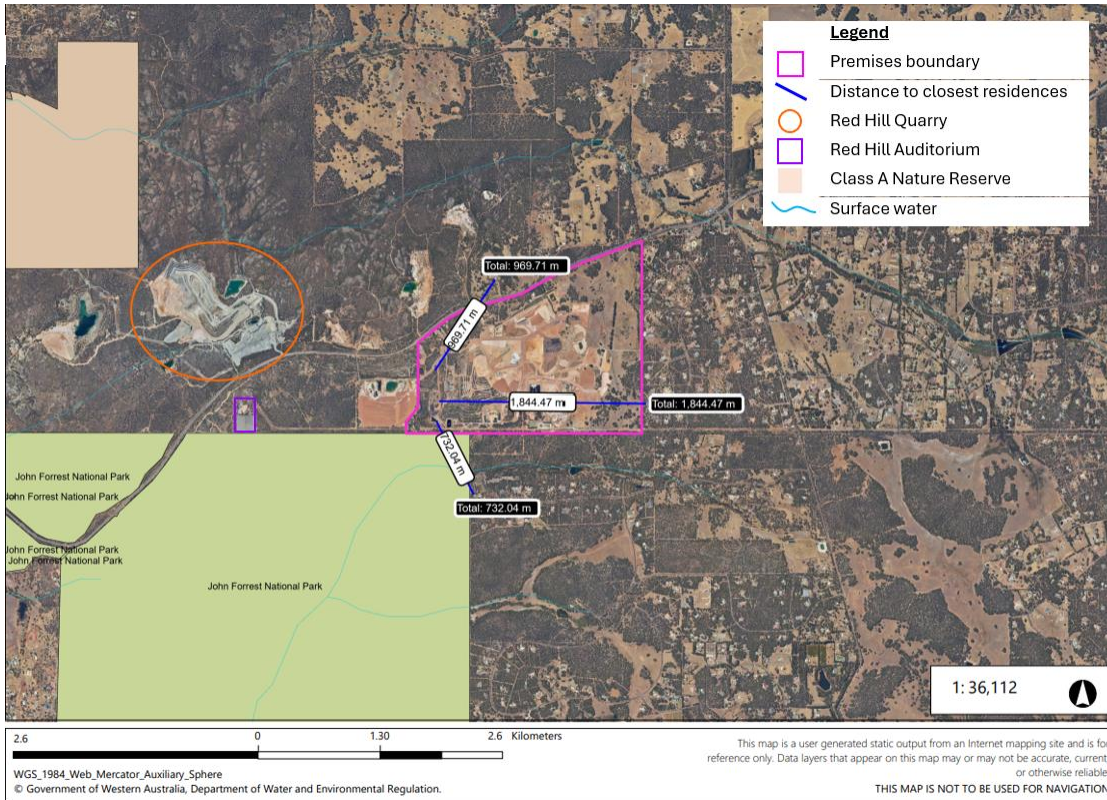 Legend
Premises boundary
Distance to closest residences
Red Hill Quarry
Red Hill Auditorium
Class A Nature Reserve
Surface water
Total: 969.71 m
969.71 m
1,844.47 m
Total: 1,844.47 m
732.04 m
Total: 732.04 m
John Forrest National Park
John Forrest National Park
John Forrest National Park
John Forrest National Park
John Forrest National Park
1: 36,112
2.6 0 1.30 2.6 Kilometers
WGS_1984_Web_Mercator_Auxiliary_Sphere
© Government of Western Australia, Department of Water and Environmental Regulation.
This map is a user generated static output from an Internet mapping site and is for
reference only. Data layers that appear on this map may or may not be accurate, current,
or otherwise reliable.
THIS MAP IS NOT TO BE USED FOR NAVIGATION